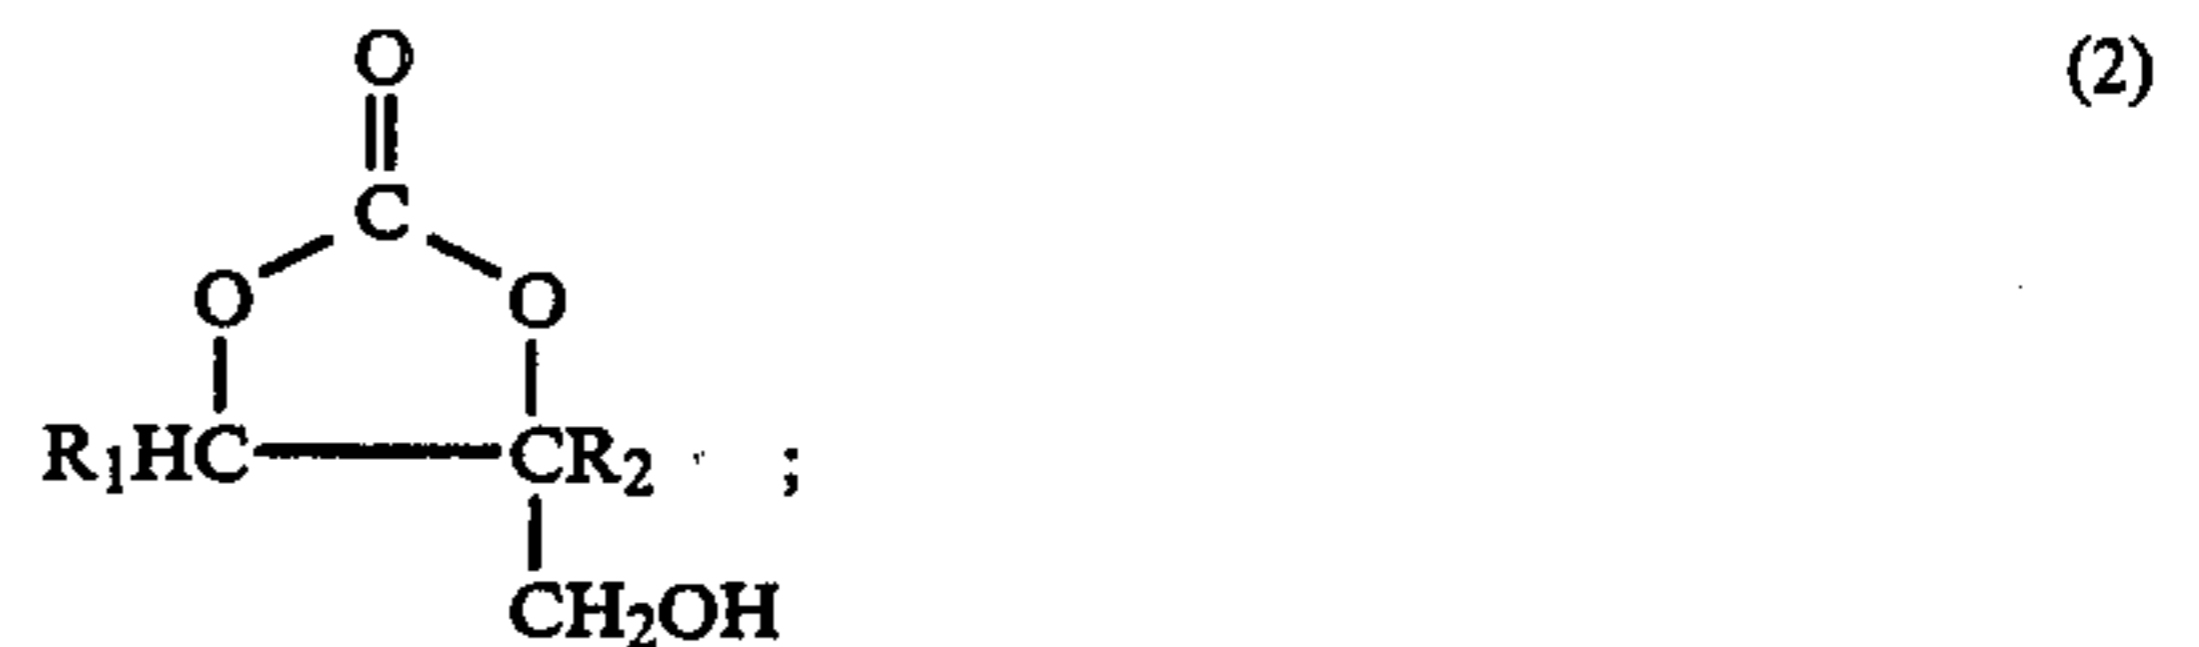 O (2)
C
O O
R₁HC CR₂ ;
CH₂OH